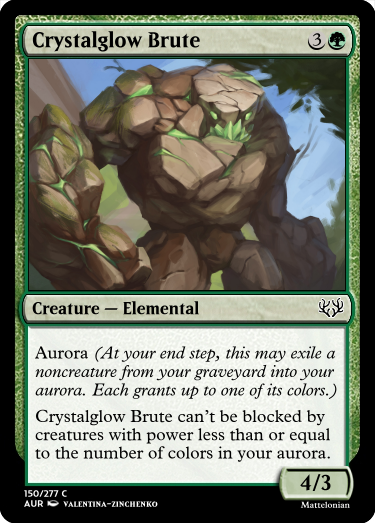 Crystalglow Brute 3
Creature — Elemental
Aurora (At your end step, this may exile a
noncreature from your graveyard into your
aurora. Each grants up to one of its colors.)
Crystalglow Brute can't be blocked by
creatures with power less than or equal
to the number of colors in your aurora.
4/3
150/277 C
AUR VALENTINA-ZINCHENKO
Mattelonian